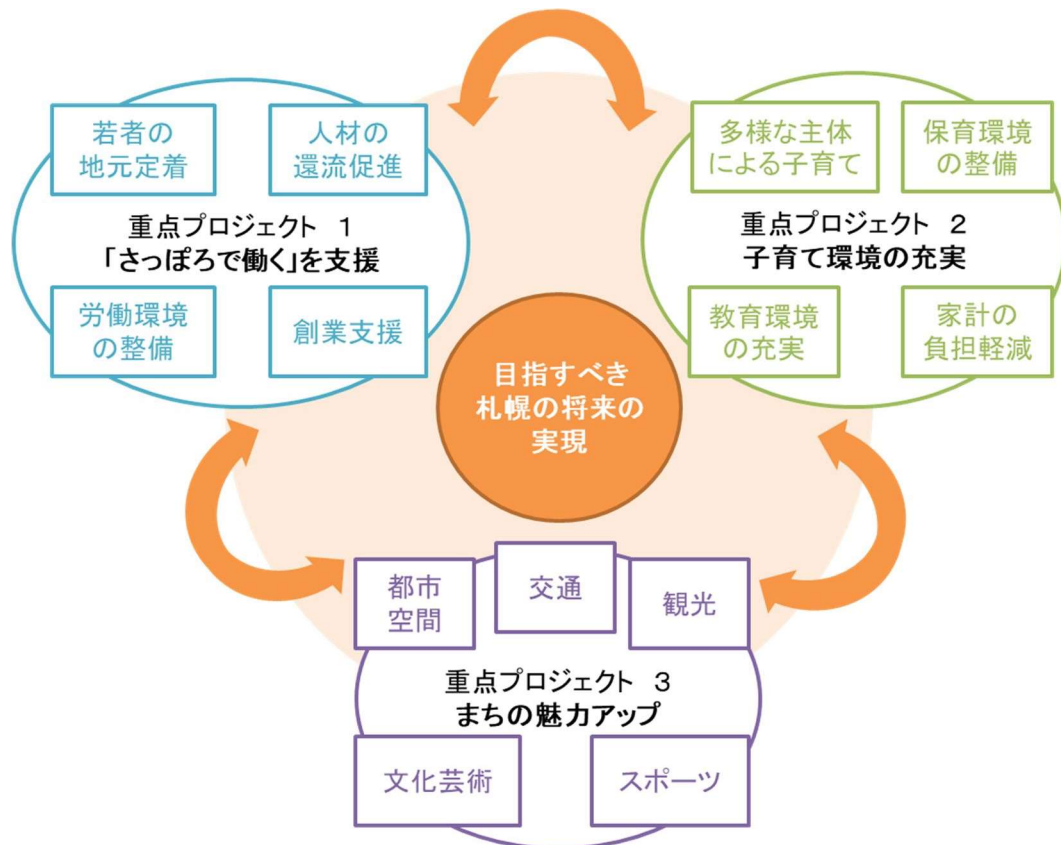 若者の
地元定着
人材の
還流促進
重点プロジェクト 1
「さっぽろで働く」を支援
労働環境
の整備
創業支援
多様な主体
による子育て
保育環境
の整備
重点プロジェクト 2
子育て環境の充実
教育環境
の充実
家計の
負担軽減
目指すべき
札幌の将来の
実現
都市
空間
交通
観光
重点プロジェクト 3
まちの魅力アップ
文化芸術
スポーツ